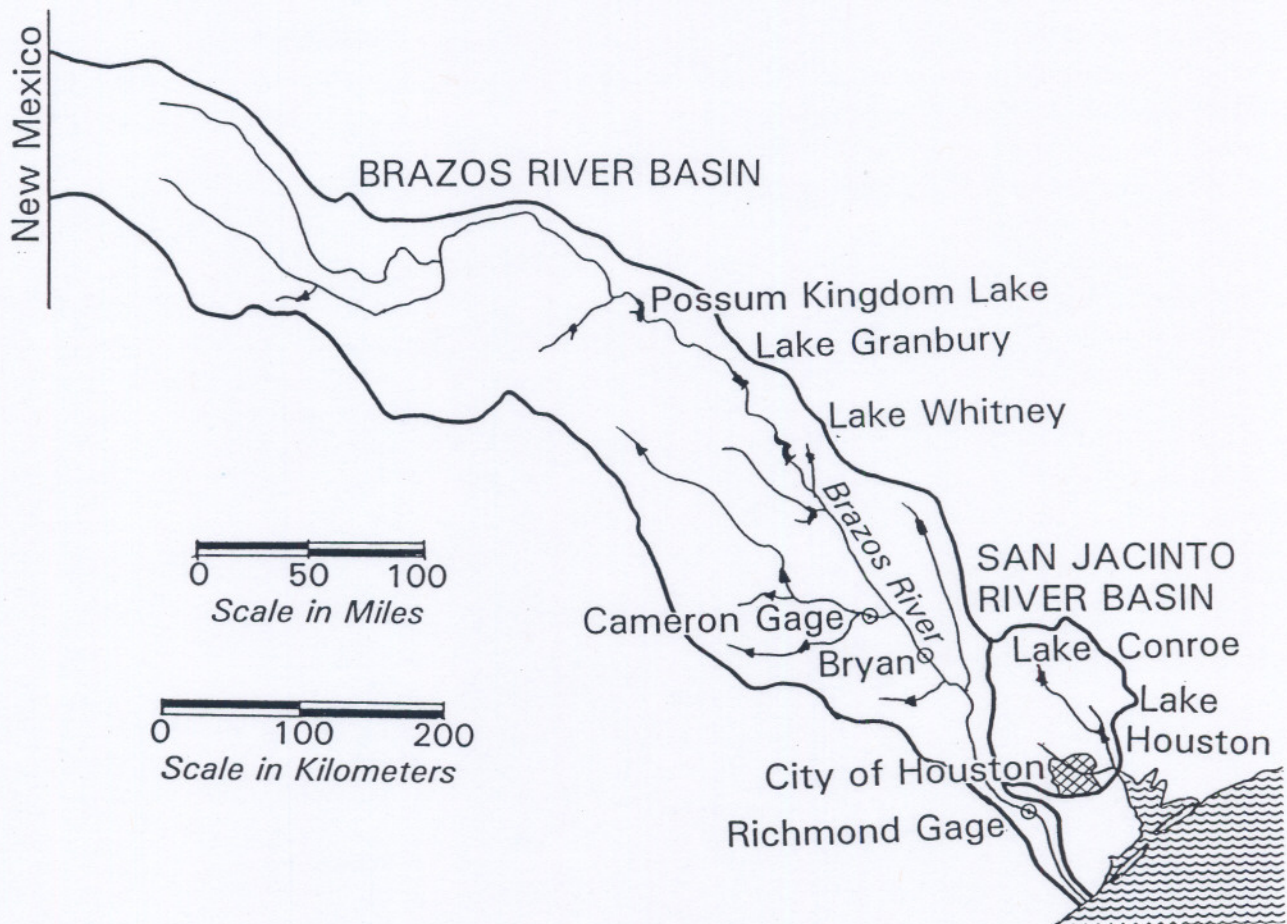 New Mexico
BRAZOS RIVER BASIN
Possum Kingdom Lake
Lake Granbury
Lake Whitney
Brazos River
0 50 100
Scale in Miles
SAN JACINTO
RIVER BASIN
Cameron Gage
Bryan
Lake Conroe
Lake
Houston
0 100 200
Scale in Kilometers
City of Houston
Richmond Gage